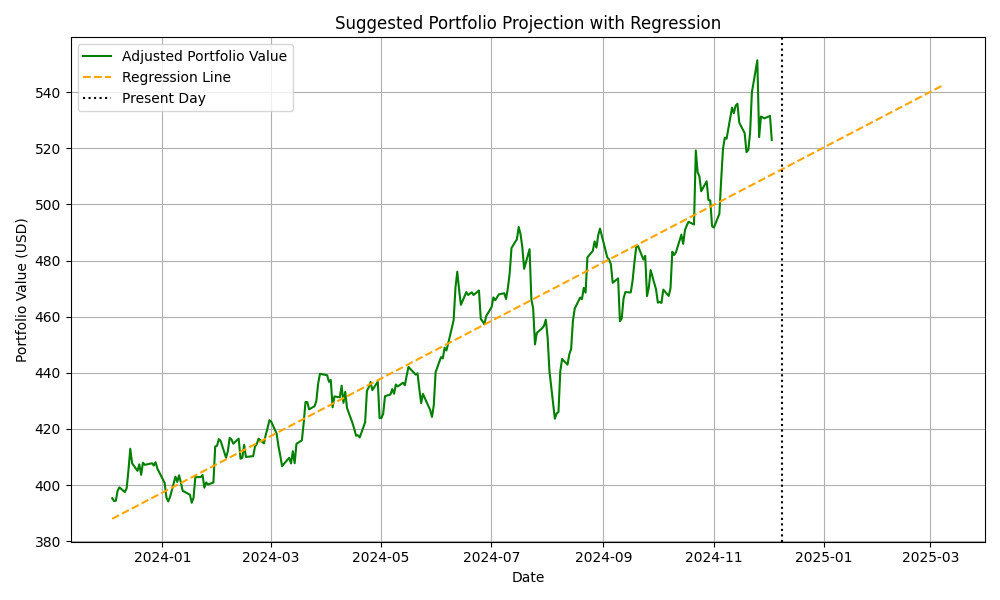 Suggested Portfolio Projection with Regression
Adjusted Portfolio Value
Regression Line
Present Day
Portfolio Value (USD)
540
520
500
480
460
440
420
400
380
2024-01 2024-03 2024-05 2024-07 2024-09 2024-11 2025-01 2025-03
Date